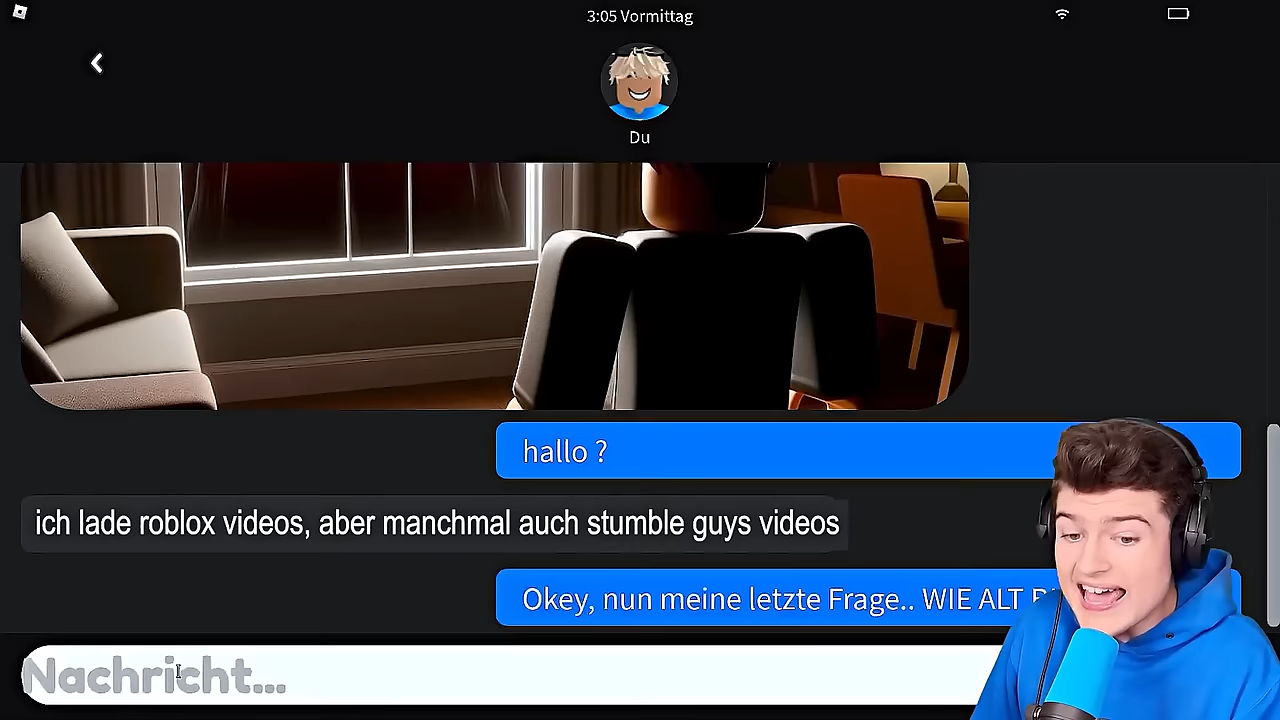 3:05 Vormittag
Du
hallo ?
ich lade roblox videos, aber manchmal auch stumble guys videos
Okey, nun meine letzte Frage.. WIE ALT
Nachricht...